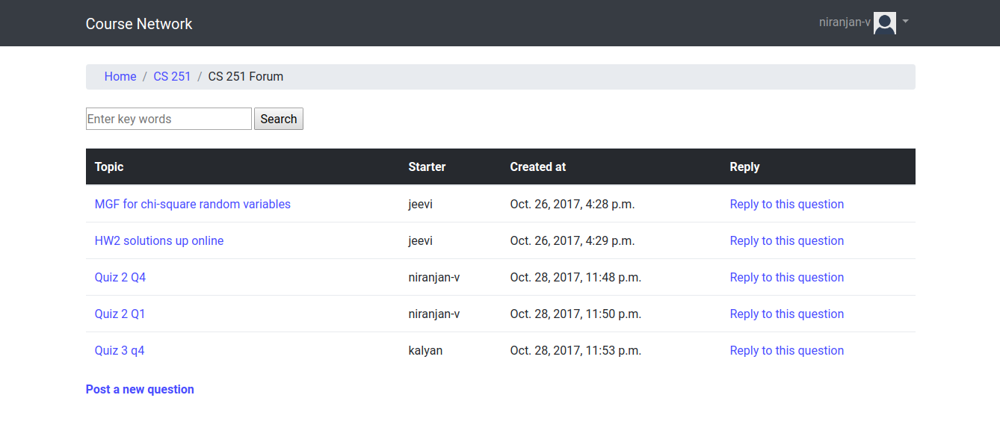 Course Network niranjan-v
Home / CS 251 / CS 251 Forum
Enter key words Search
Topic Starter Created at Reply
MGF for chi-square random variables jeevi Oct. 26, 2017, 4:28 p.m. Reply to this question
HW2 solutions up online jeevi Oct. 26, 2017, 4:29 p.m. Reply to this question
Quiz 2 Q4 niranjan-v Oct. 28, 2017, 11:48 p.m. Reply to this question
Quiz 2 Q1 niranjan-v Oct. 28, 2017, 11:50 p.m. Reply to this question
Quiz 3 q4 kalyan Oct. 28, 2017, 11:53 p.m. Reply to this question
Post a new question